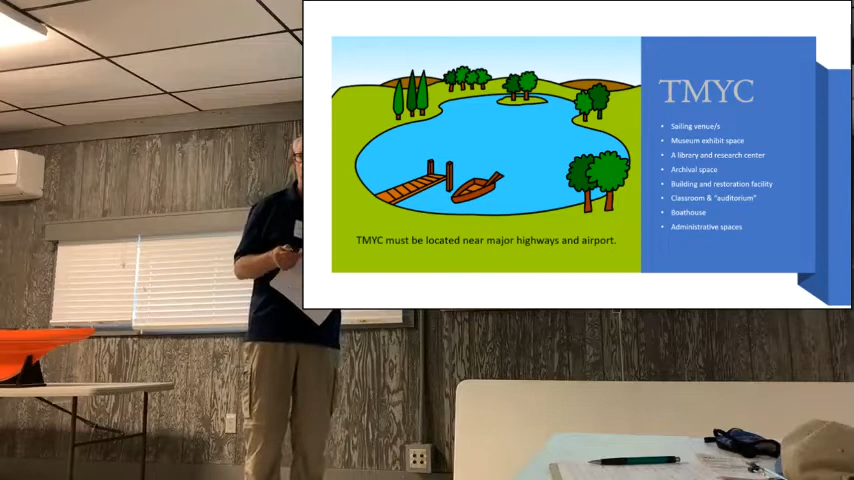 TMYC
• Sailing venue/s
• Museum exhibit space
• A library and research center
• Archival space
• Building and restoration facility
• Classroom & "auditorium"
• Boathouse
• Administrative spaces
TMYC must be located near major highways and airport.